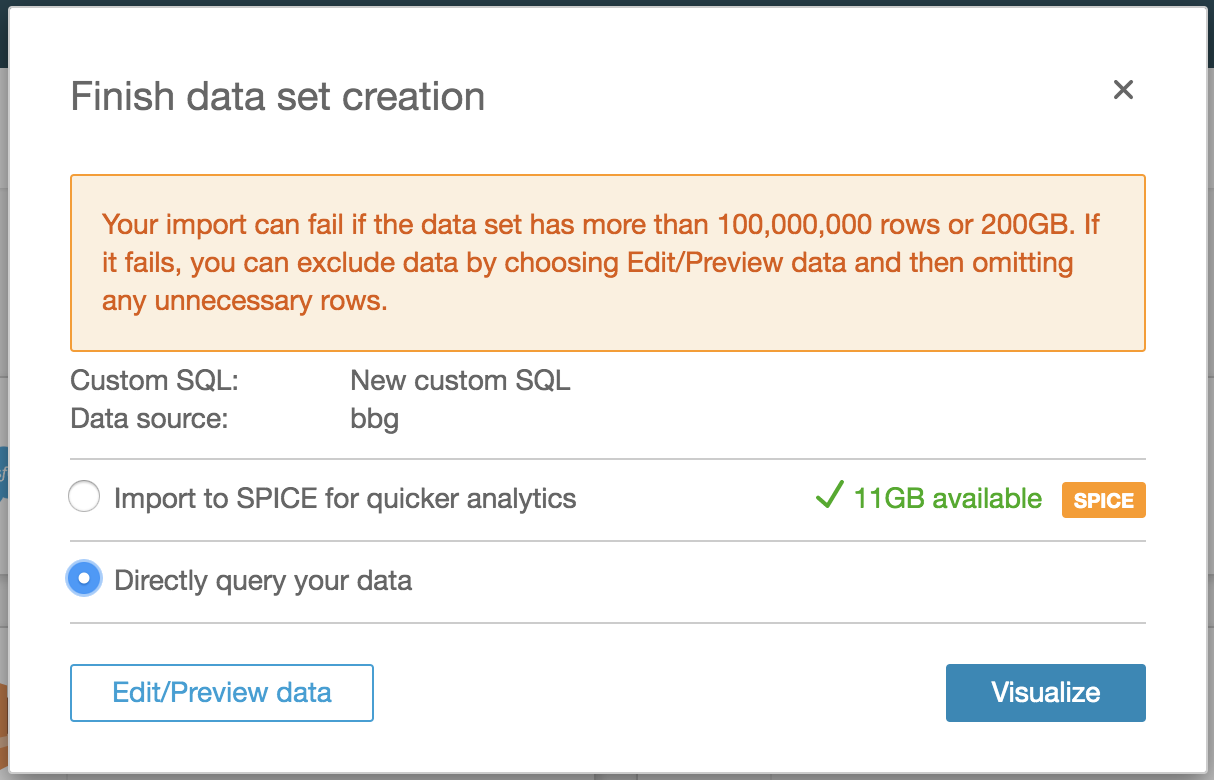 Finish data set creation
Your import can fail if the data set has more than 100,000,000 rows or 200GB. If
it fails, you can exclude data by choosing Edit/Preview data and then omitting
any unnecessary rows.
Custom SQL: New custom SQL
Data source: bbg
Import to SPICE for quicker analytics 11GB available SPICE
Directly query your data
Edit/Preview data Visualize